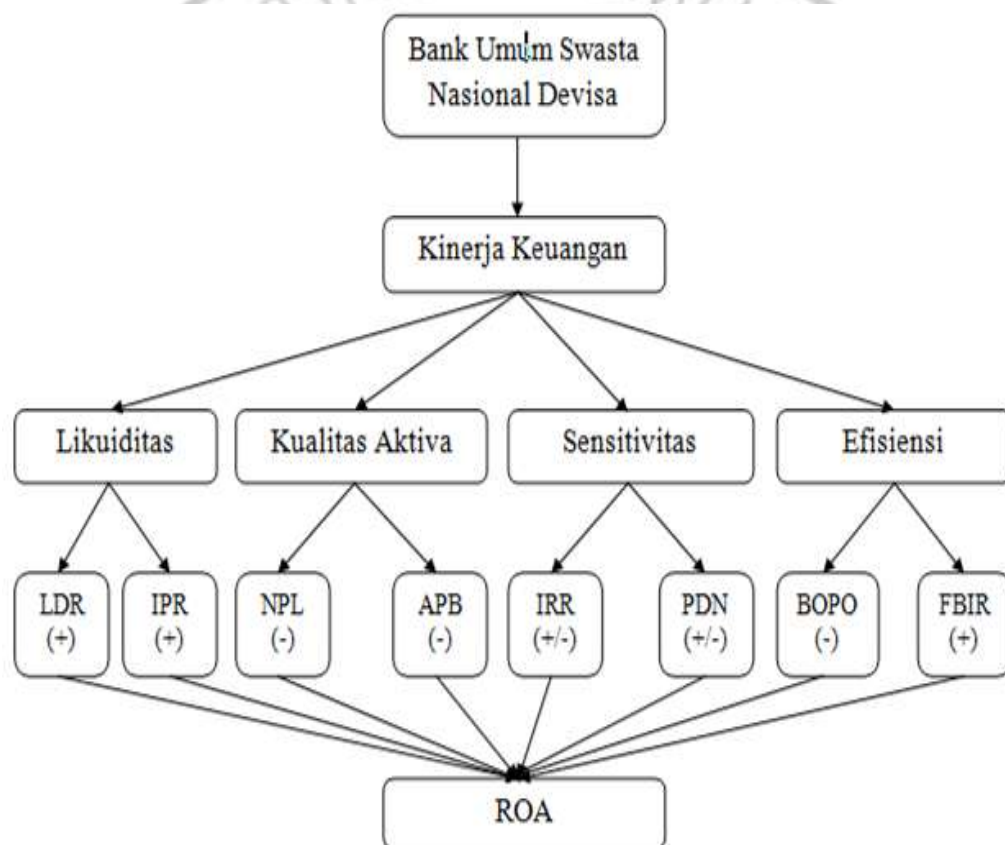 Bank Umum Swasta
Nasional Devisa
Kinerja Keuangan
Likuiditas
Kualitas Aktiva
Sensitivitas
Efisiensi
LDR
(+)
IPR
(+)
NPL
(-)
APB
(-)
IRR
(+/-)
PDN
(+/-)
BOPO
(-)
FBIR
(+)
ROA